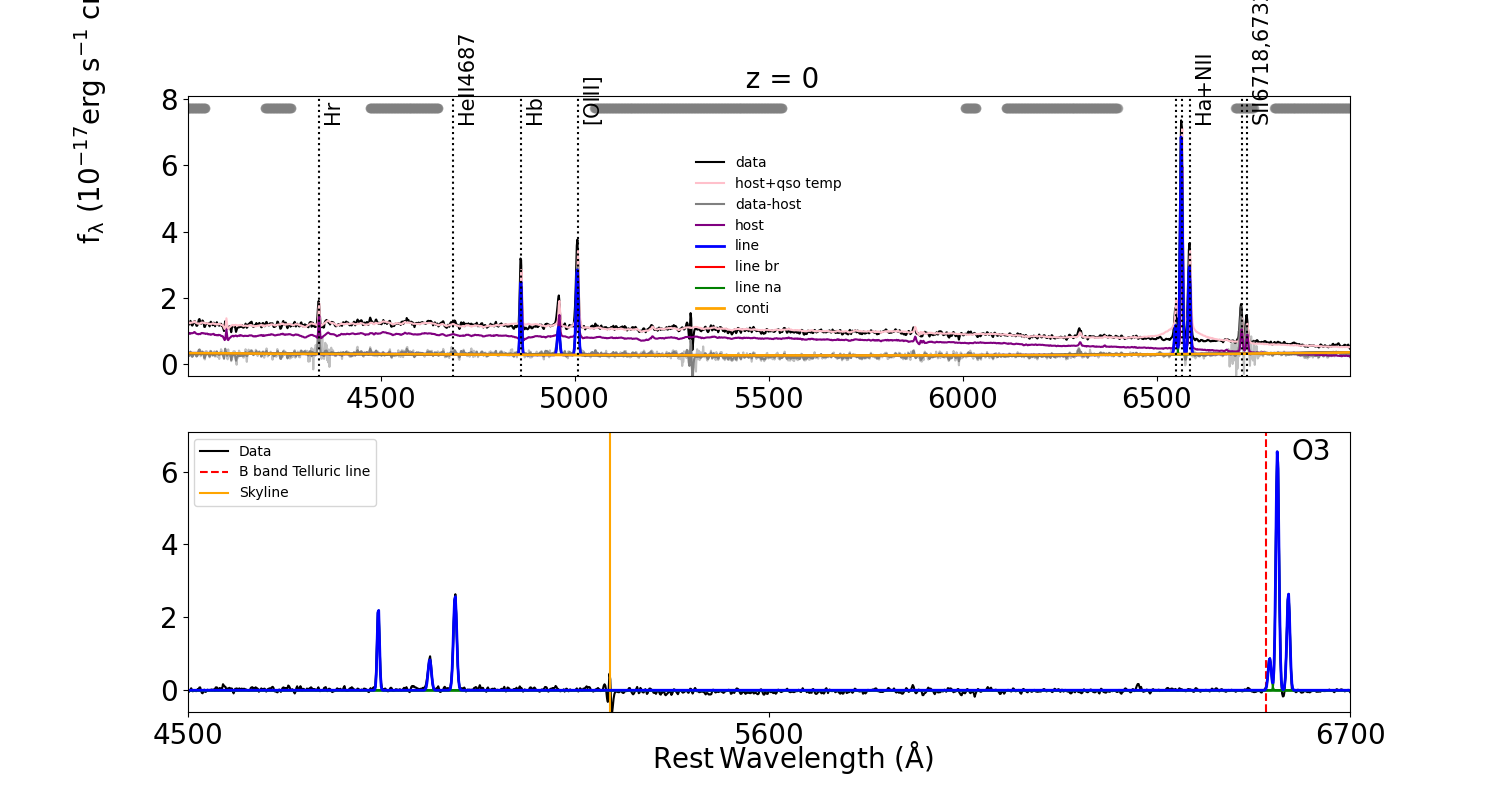 z = 0
f_λ (10^−17 erg s^−1
8
6
4
2
0
Hr
HeII4687
Hb
[OIII]
Ha+NII
SII6718,6732
data
host+qso temp
data-host
host
line
line br
line na
conti
4500 5000 5500 6000 6500
Data
B band Telluric line
Skyline
O3
6
4
2
0
4500 5600 6700
Rest Wavelength (Å)